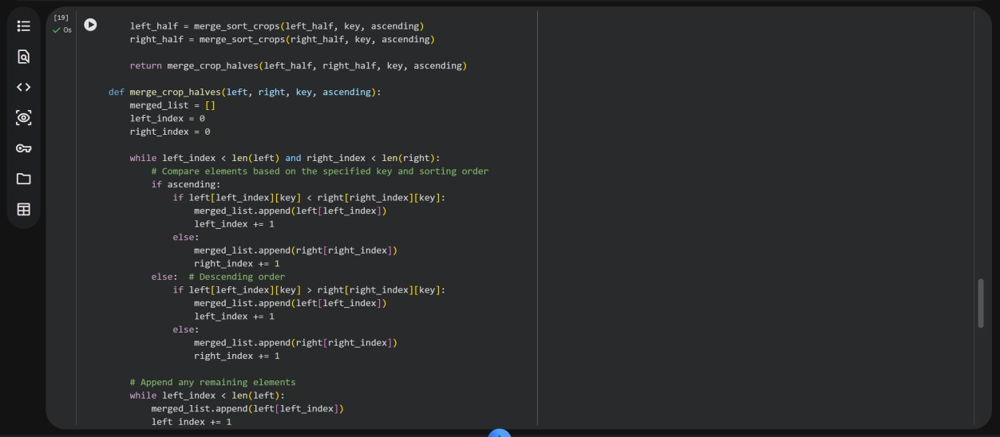 [19]
0s
left_half = merge_sort_crops(left_half, key, ascending)
right_half = merge_sort_crops(right_half, key, ascending)
return merge_crop_halves(left_half, right_half, key, ascending)
def merge_crop_halves(left, right, key, ascending):
merged_list = []
left_index = 0
right_index = 0
while left_index < len(left) and right_index < len(right):
# Compare elements based on the specified key and sorting order
if ascending:
if left[left_index][key] < right[right_index][key]:
merged_list.append(left[left_index])
left_index += 1
else:
merged_list.append(right[right_index])
right_index += 1
else:  # Descending order
if left[left_index][key] > right[right_index][key]:
merged_list.append(left[left_index])
left_index += 1
else:
merged_list.append(right[right_index])
right_index += 1
# Append any remaining elements
while left_index < len(left):
merged_list.append(left[left_index])
left_index += 1